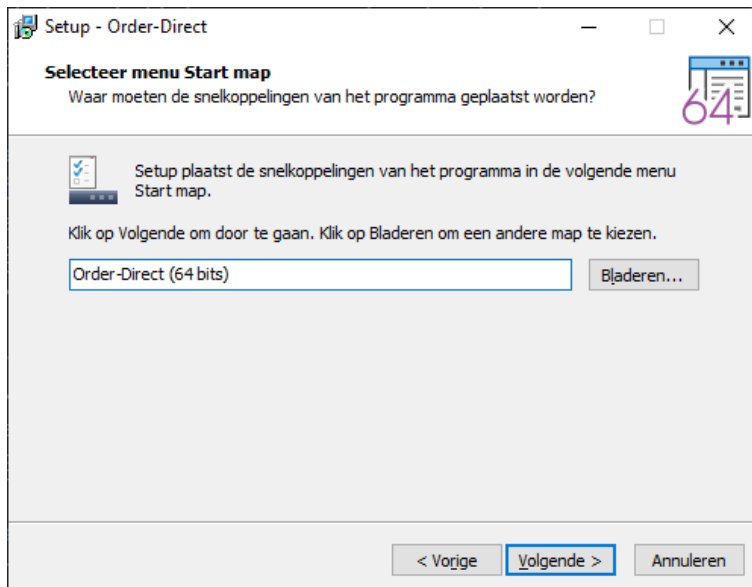 Setup - Order-Direct
Selecteer menu Start map
Waar moeten de snelkoppelingen van het programma geplaatst worden?
64
Setup plaatst de snelkoppelingen van het programma in de volgende menu
Start map.
Klik op Volgende om door te gaan. Klik op Bladeren om een andere map te kiezen.
Order-Direct (64 bits)
Bladeren...
< Vorige
Volgende >
Annuleren